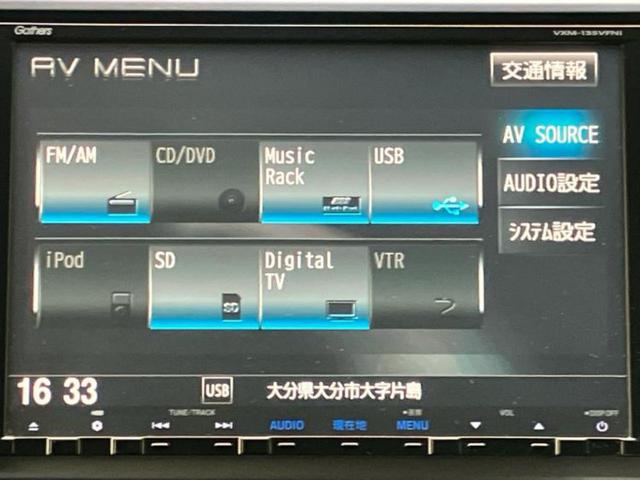 Gathers
VXM-135VFNi
AV MENU
交通情報
FM/AM
CD/DVD
Music Rack
USB
AV SOURCE
AUDIO設定
システム設定
iPod
SD
Digital TV
VTR
SD
16 33
USB
大分県大分市大字片島
TUNE/TRACK
VOL
DISP OFF
AUDIO
現在地
MENU